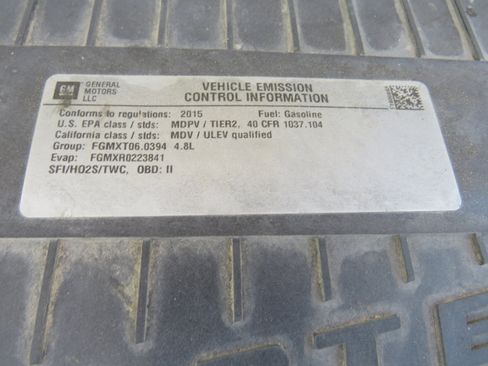 GM GENERAL MOTORS LLC
VEHICLE EMISSION
CONTROL INFORMATION
Conforms to regulations: 2015 Fuel: Gasoline
U.S. EPA class / stds: MDPV / TIER2, 40 CFR 1037.104
California class / stds: MDV / ULEV qualified
Group: FGMXT06.0394 4.8L
Evap: FGMXR0223841
SFI/HO2S/TWC, OBD: II